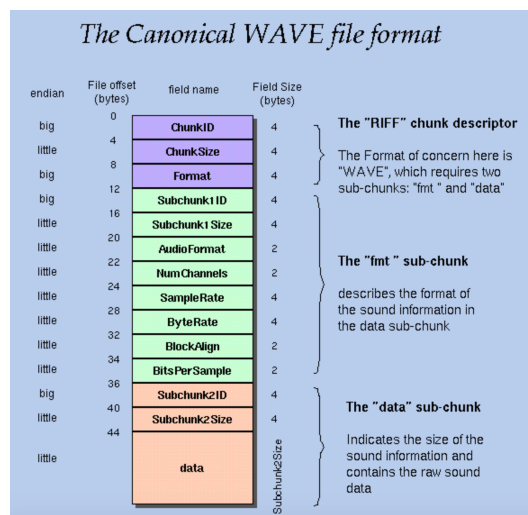 The Canonical WAVE file format
endian
File offset
(bytes)
field name
Field Size
(bytes)
0
big ChunkID 4
4
little ChunkSize 4
8
big Format 4
12
big Subchunk1ID 4
16
little Subchunk1Size 4
20
little AudioFormat 2
22
little NumChannels 2
24
little SampleRate 4
28
little ByteRate 4
32
little BlockAlign 2
34
little BitsPerSample 2
36
big Subchunk2ID 4
40
little Subchunk2Size 4
44
little data Subchunk2Size
The "RIFF" chunk descriptor
The Format of concern here is
"WAVE", which requires two
sub-chunks: "fmt " and "data"
The "fmt " sub-chunk
describes the format of
the sound information in
the data sub-chunk
The "data" sub-chunk
Indicates the size of the
sound information and
contains the raw sound
data